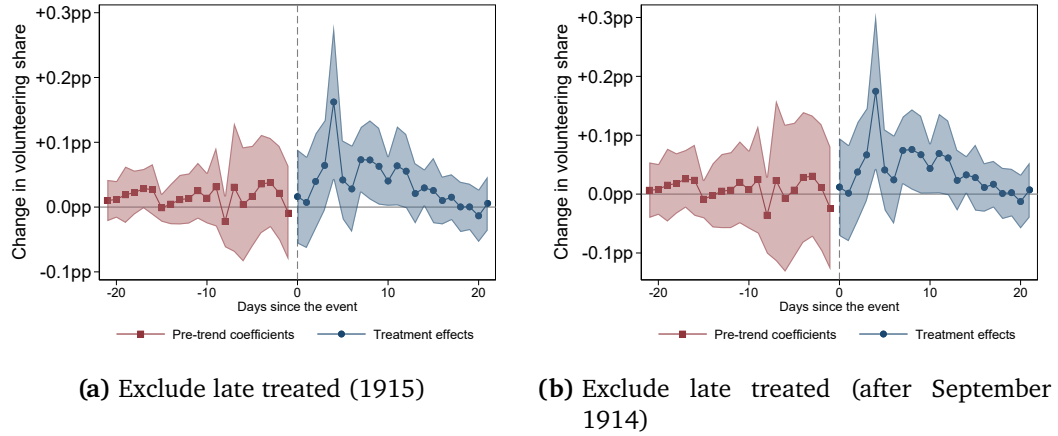 +0.3pp
+0.2pp
+0.1pp
0.0pp
-0.1pp
Change in volunteering share
-20
-10
0
10
20
Days since the event
Pre-trend coefficients
Treatment effects
(a) Exclude late treated (1915)
+0.3pp
+0.2pp
+0.1pp
+0.0pp
-0.1pp
Change in volunteering share
-20
-10
0
10
20
Days since the event
Pre-trend coefficients
Treatment effects
(b) Exclude late treated (after September
1914)